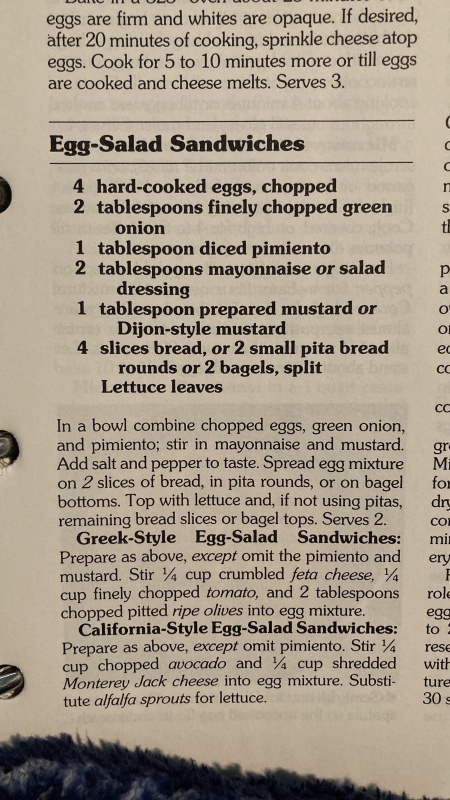 eggs are firm and whites are opaque. If desired,
after 20 minutes of cooking, sprinkle cheese atop
eggs. Cook for 5 to 10 minutes more or till eggs
are cooked and cheese melts. Serves 3.
Egg-Salad Sandwiches
4 hard-cooked eggs, chopped
2 tablespoons finely chopped green
onion
1 tablespoon diced pimiento
2 tablespoons mayonnaise or salad
dressing
1 tablespoon prepared mustard or
Dijon-style mustard
4 slices bread, or 2 small pita bread
rounds or 2 bagels, split
Lettuce leaves
In a bowl combine chopped eggs, green onion,
and pimiento; stir in mayonnaise and mustard.
Add salt and pepper to taste. Spread egg mixture
on 2 slices of bread, in pita rounds, or on bagel
bottoms. Top with lettuce and, if not using pitas,
remaining bread slices or bagel tops. Serves 2.
Greek-Style Egg-Salad Sandwiches:
Prepare as above, except omit the pimiento and
mustard. Stir ¼ cup crumbled feta cheese, ¼
cup finely chopped tomato, and 2 tablespoons
chopped pitted ripe olives into egg mixture.
California-Style Egg-Salad Sandwiches:
Prepare as above, except omit pimiento. Stir ¼
cup chopped avocado and ¼ cup shredded
Monterey Jack cheese into egg mixture. Substi-
tute alfalfa sprouts for lettuce.